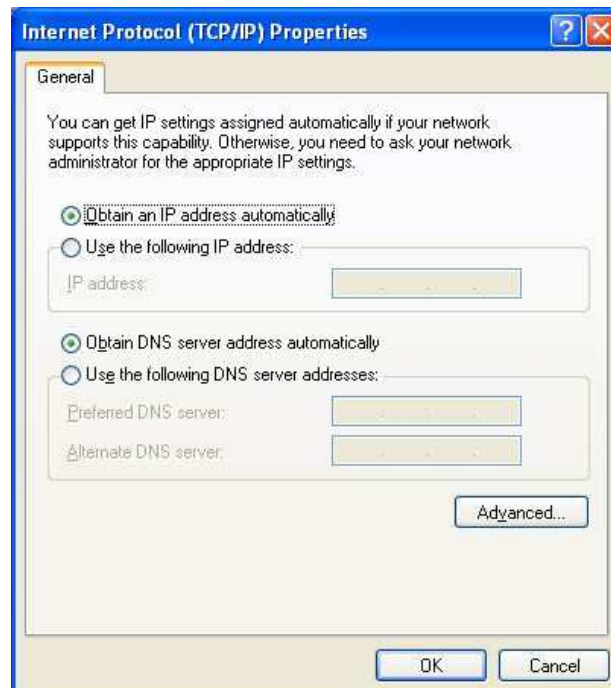 Internet Protocol (TCP/IP) Properties
General
You can get IP settings assigned automatically if your network
supports this capability. Otherwise, you need to ask your network
administrator for the appropriate IP settings.
Obtain an IP address automatically
Use the following IP address:
IP address:
Obtain DNS server address automatically
Use the following DNS server addresses:
Preferred DNS server:
Alternate DNS server:
Advanced...
OK
Cancel